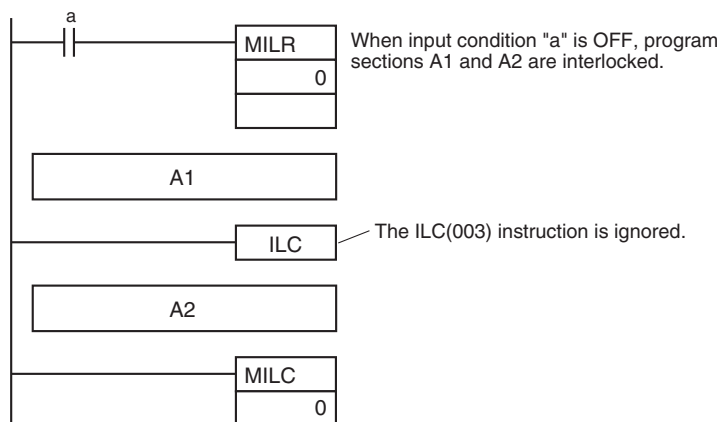 a
MILR
0
When input condition "a" is OFF, program
sections A1 and A2 are interlocked.
A1
ILC
The ILC(003) instruction is ignored.
A2
MILC
0